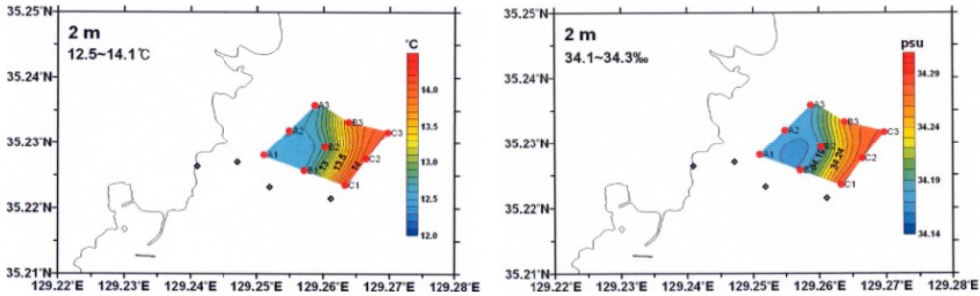 35.25°N
35.24°N
35.23°N
35.22°N
35.21°N
2 m
12.5~14.1℃
°C
14.0
13.5
13.0
12.5
12.0
A3
A2
B3
C3
A1
B2
C2
B1
C1
13
13.5
14
129.22°E 129.23°E 129.24°E 129.25°E 129.26°E 129.27°E 129.28°E
35.25°N
35.24°N
35.23°N
35.22°N
35.21°N
2 m
34.1~34.3‰
psu
34.29
34.24
34.19
34.14
A3
A2
B3
C3
A1
B2
C2
B1
C1
34.19
34.24
129.22°E 129.23°E 129.24°E 129.25°E 129.26°E 129.27°E 129.28°E